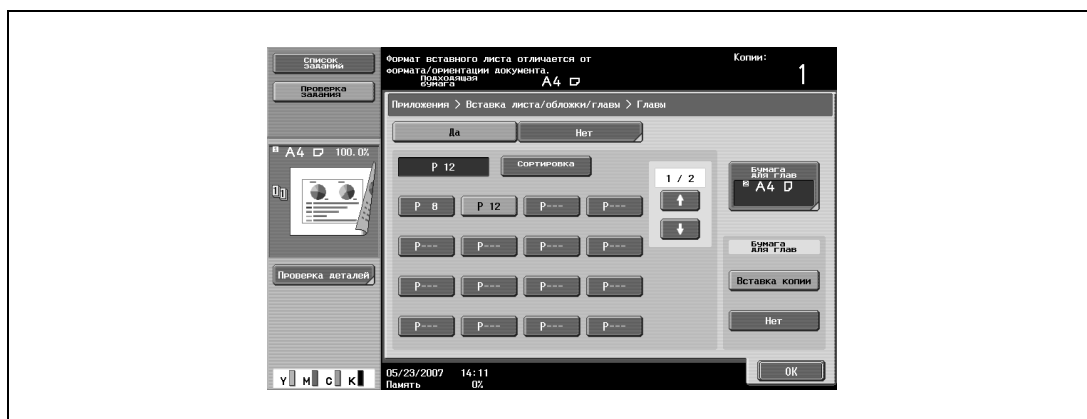 Список
заданий
Проверка
задания
A4 100.0%
Проверка деталей
Y M C K
Формат вставного листа отличается от
формата/ориентации документа.
Подходящая
бумага
A4
Копии:
1
Приложения > Вставка листа/обложки/главы > Главы
Да Нет
P 12 Сортировка
1 / 2
P 8 P 12 P--- P---
P--- P--- P--- P---
P--- P--- P--- P---
P--- P--- P--- P---
Бумага
для глав
A4
Бумага
для глав
Вставка копии
Нет
05/23/2007 14:11
Память 0%
OK